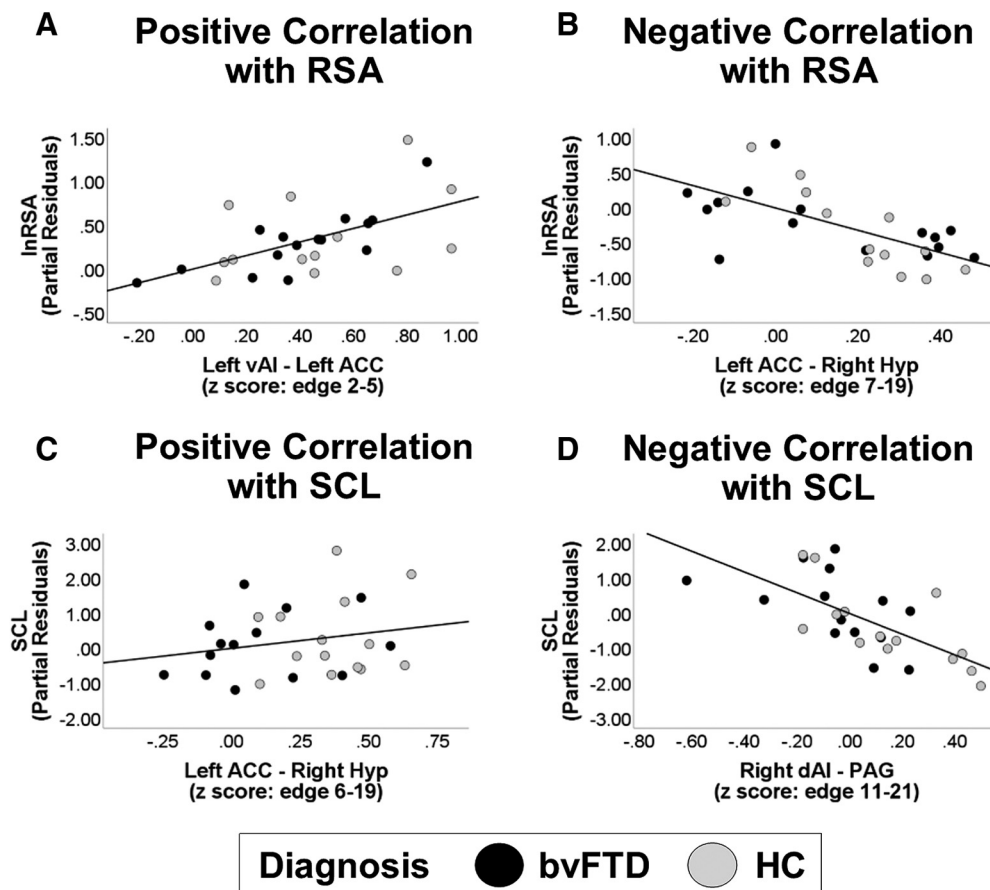 A
Positive Correlation
with RSA
lnRSA
(Partial Residuals)
1.50
1.00
.50
.00
-.50
-.20
.00
.20
.40
.60
.80
1.00
Left vAI - Left ACC
(z score: edge 2-5)
B
Negative Correlation
with RSA
lnRSA
(Partial Residuals)
1.00
.50
.00
-.50
-1.00
-1.50
-.20
.00
.20
.40
Left ACC - Right Hyp
(z score: edge 7-19)
C
Positive Correlation
with SCL
SCL
(Partial Residuals)
3.00
2.00
1.00
.00
-1.00
-2.00
-.25
.00
.25
.50
.75
Left ACC - Right Hyp
(z score: edge 6-19)
D
Negative Correlation
with SCL
SCL
(Partial Residuals)
2.00
1.00
.00
-1.00
-2.00
-3.00
-.80
-.60
-.40
-.20
.00
.20
.40
Right dAI - PAG
(z score: edge 11-21)
Diagnosis bvFTD HC